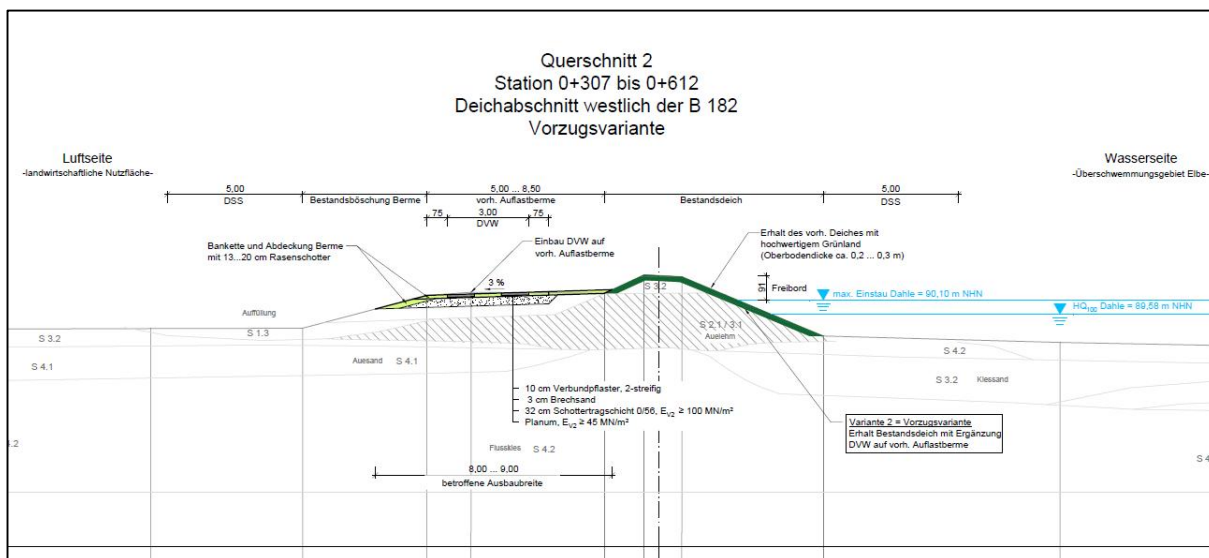 Querschnitt 2
Station 0+307 bis 0+612
Deichabschnitt westlich der B 182
Vorzugsvariante
Luftseite
-landwirtschaftliche Nutzfläche-
Wasserseite
-Überschwemmungsgebiet Elbe-
5,00
DSS
Bestandsböschung Berme
5,00 ... 8,50
vorh. Auflastberme
Bestandsdeich
5,00
DSS
75
3,00
75
DVW
Bankette und Abdeckung Berme
mit 13...20 cm Rasenschotter
Einbau DVW auf
vorh. Auflastberme
Erhalt des vorh. Deiches mit
hochwertigem Grünland
(Oberbodendicke ca. 0,2 ... 0,3 m)
3 %
S 3.2
91
Freibord
max. Einstau Dahle = 90,10 m NHN
HQ100 Dahle = 89,58 m NHN
Auffüllung
S 1.3
S 3.2
S 4.1
Auesand
S 4.1
S 2.1 / 3.1
Auelehm
S 4.2
S 3.2
Kiessand
10 cm Verbundpflaster, 2-streifig
3 cm Brechsand
32 cm Schottertragschicht 0/56, EV2 ≥ 100 MN/m²
Planum, EV2 ≥ 45 MN/m²
Variante 2 = Vorzugsvariante
Erhalt Bestandsdeich mit Ergänzung
DVW auf vorh. Auflastberme
4.2
Flusskies
S 4.2
S 4
8,00 ... 9,00
betroffene Ausbaubreite